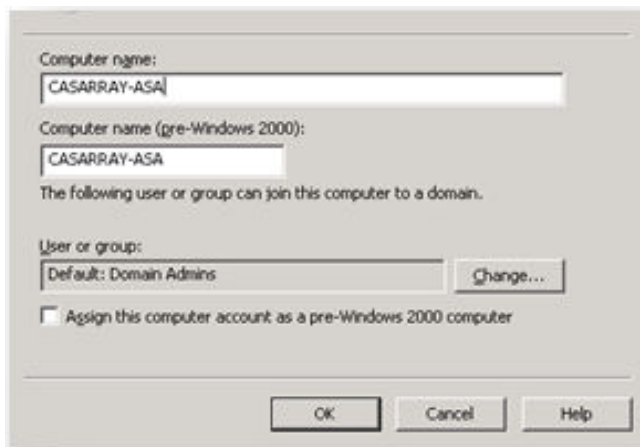 Computer name:
CASARRAY-ASA
Computer name (pre-Windows 2000):
CASARRAY-ASA
The following user or group can join this computer to a domain.
User or group:
Default: Domain Admins
Change...
Assign this computer account as a pre-Windows 2000 computer
OK
Cancel
Help